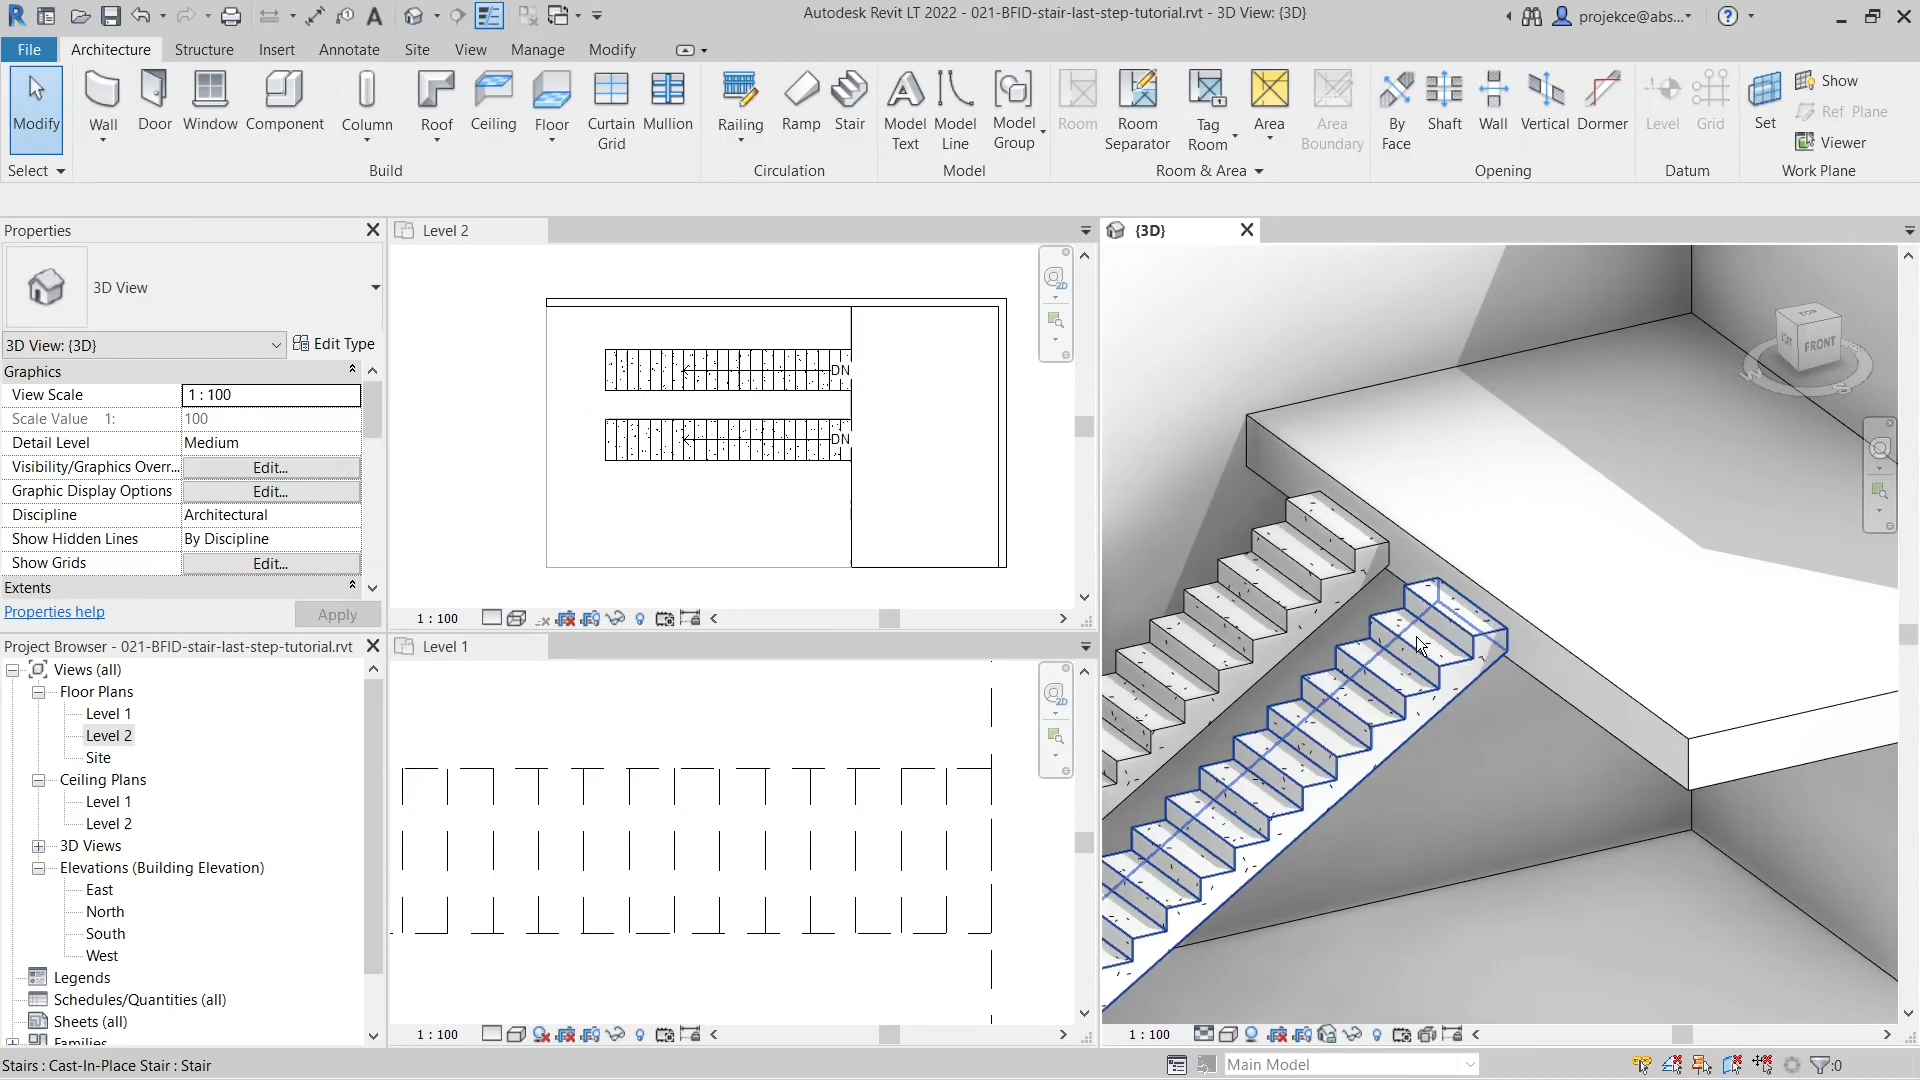 Autodesk Revit LT 2022 - 021-BFID-stair-last-step-tutorial.rvt - 3D View: {3D}
projekce@abs...
File Architecture Structure Insert Annotate Site View Manage Modify
Modify Wall Door Window Component Column Roof Ceiling Floor Curtain Grid Mullion Railing Ramp Stair Model Text Model Line Model Group Room Room Separator Tag Room Area Area Boundary By Face Shaft Wall Vertical Dormer Level Grid Set Show Ref Plane Viewer
Select Build Circulation Model Room & Area Opening Datum Work Plane
Properties
3D View
3D View: {3D} Edit Type
Graphics
View Scale 1 : 100
Scale Value 1: 100
Detail Level Medium
Visibility/Graphics Overr... Edit...
Graphic Display Options Edit...
Discipline Architectural
Show Hidden Lines By Discipline
Show Grids Edit...
Extents
Properties help Apply
Project Browser - 021-BFID-stair-last-step-tutorial.rvt
Views (all)
Floor Plans
Level 1
Level 2
Site
Ceiling Plans
Level 1
Level 2
3D Views
Elevations (Building Elevation)
East
North
South
West
Legends
Schedules/Quantities (all)
Sheets (all)
Families
Level 2
2D
DN
DN
1 : 100
Level 1
2D
1 : 100
{3D}
TOP
FRONT
W
S
1 : 100
Stairs : Cast-In-Place Stair : Stair
Main Model
:0